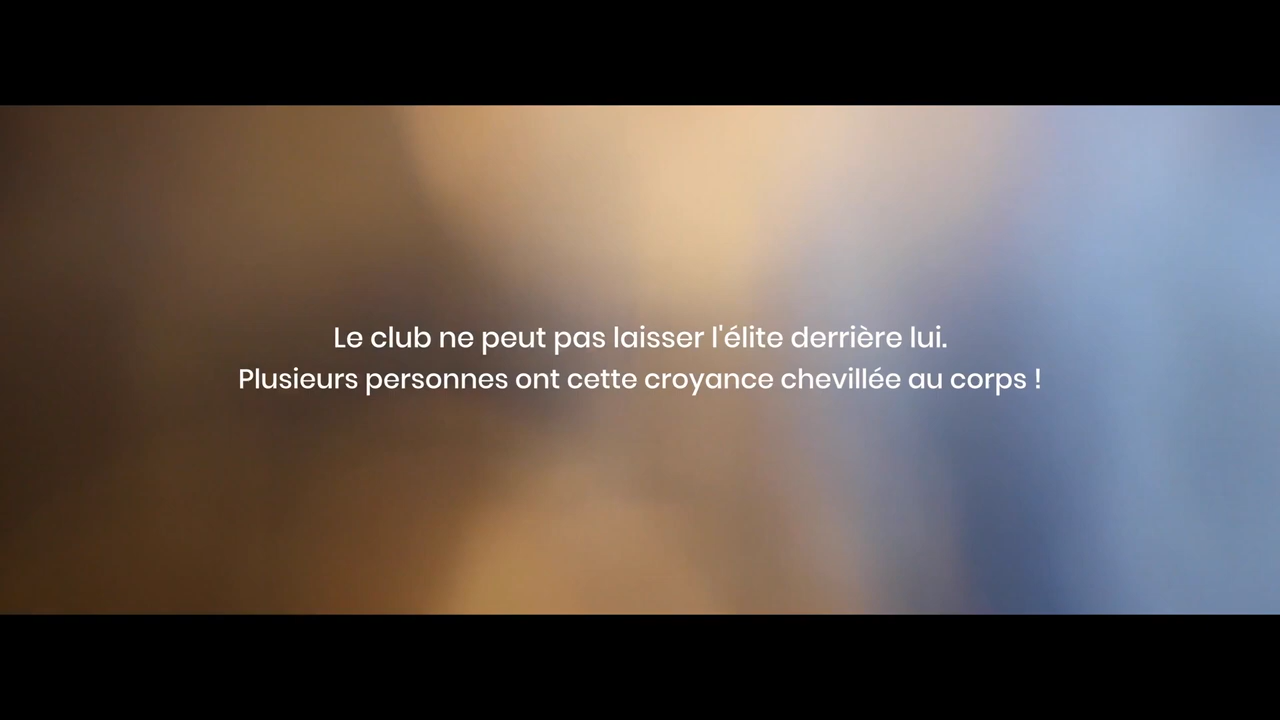 Le club ne peut pas laisser l'élite derrière lui.
Plusieurs personnes ont cette croyance chevillée au corps !